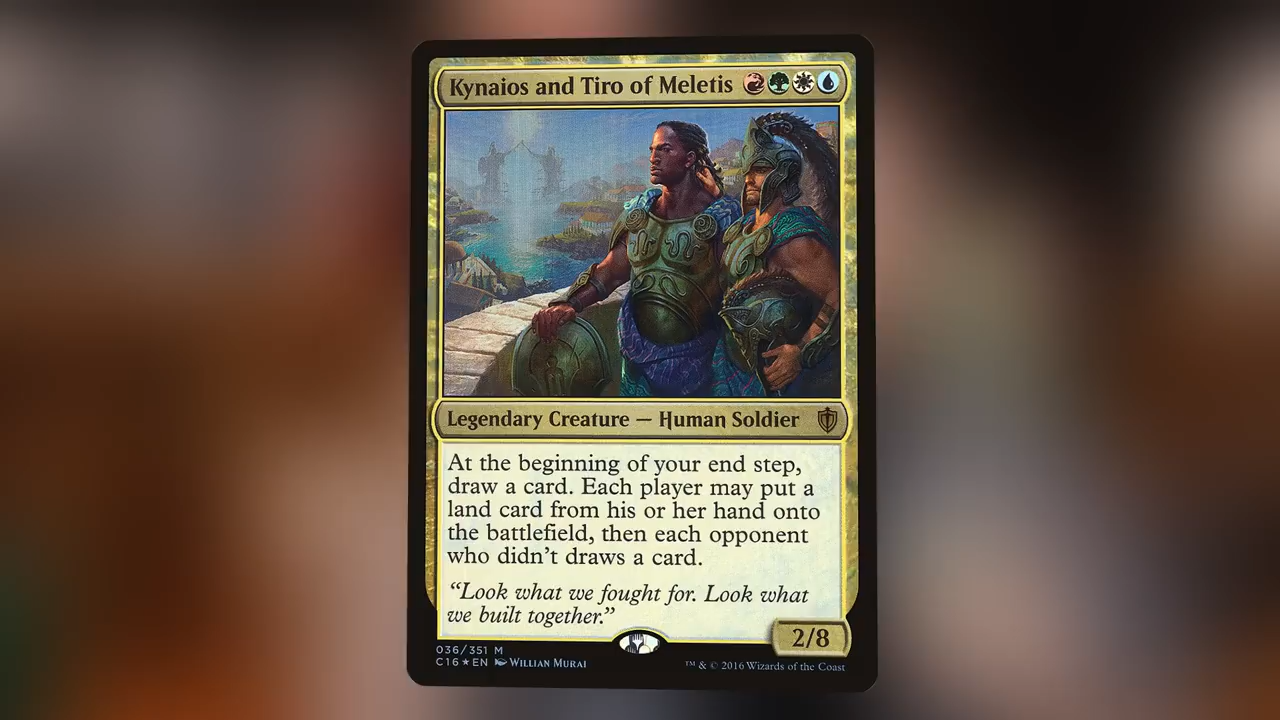 Kynaios and Tiro of Meletis
Legendary Creature — Human Soldier
At the beginning of your end step,
draw a card. Each player may put a
land card from his or her hand onto
the battlefield, then each opponent
who didn't draws a card.
“Look what we fought for. Look what
we built together.”
2/8
036/351 M
C16★EN Willian Murai
™ & © 2016 Wizards of the Coast